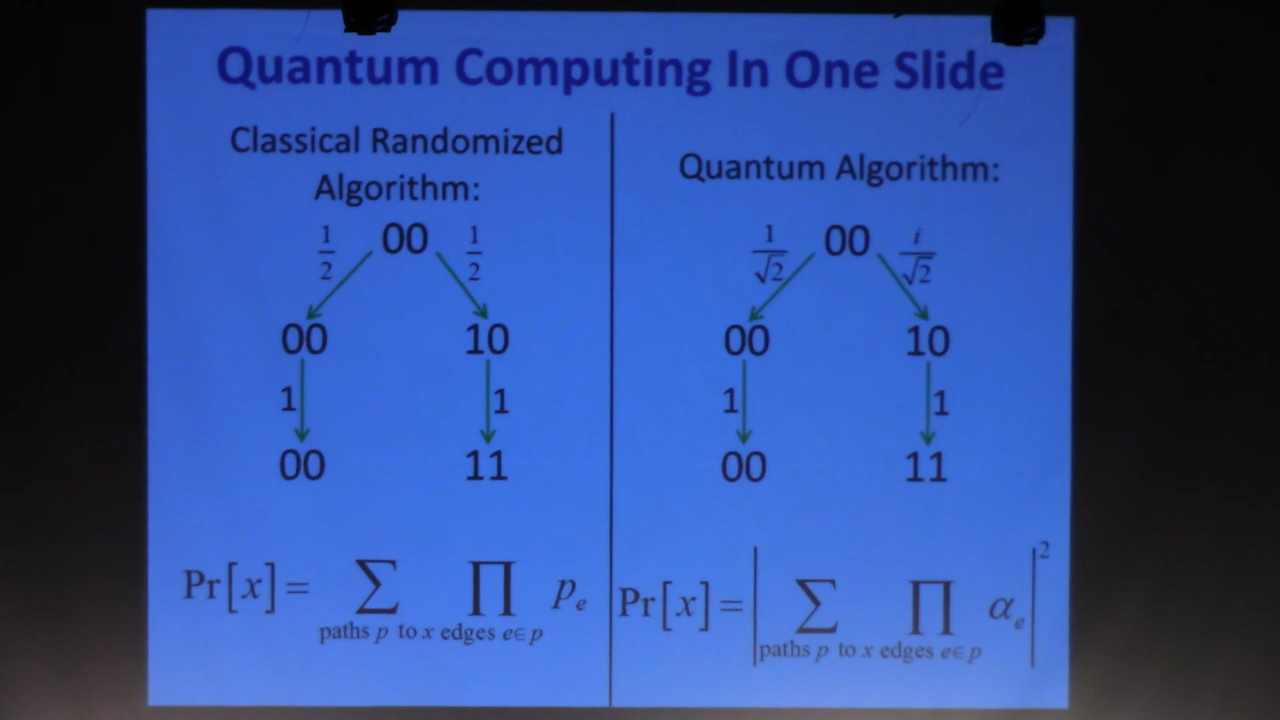 Quantum Computing In One Slide
Classical Randomized
Algorithm:
1/2 00 1/2
00 10
1 1
00 11
Pr[x] = ∑ ∏ p_e
paths p to x edges e∈p
Quantum Algorithm:
1/√2 00 i/√2
00 10
1 1
00 11
Pr[x] = |∑ ∏ α_e|^2
paths p to x edges e∈p